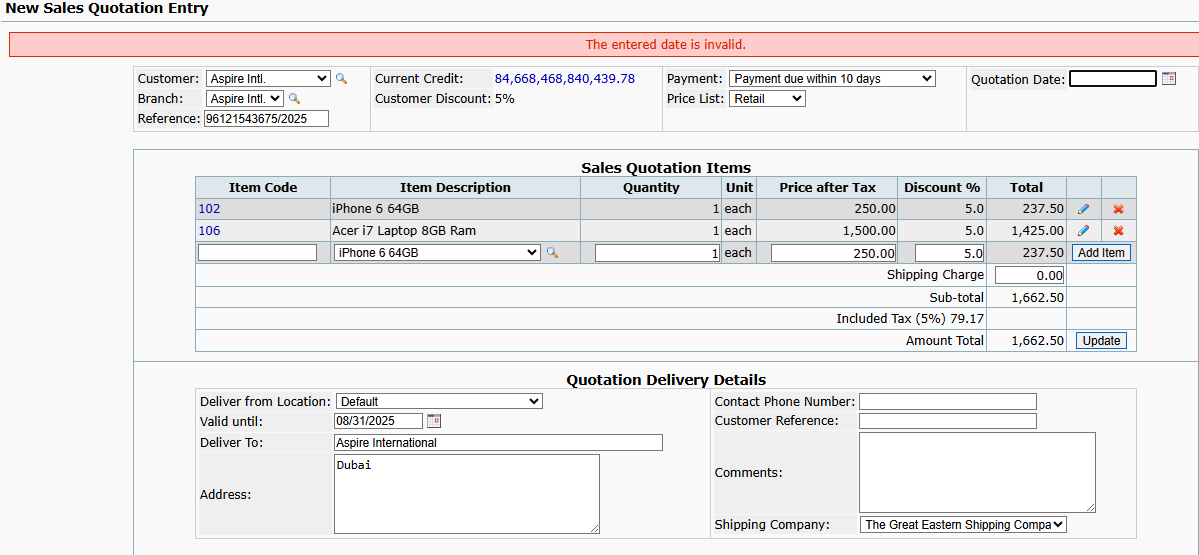 New Sales Quotation Entry
The entered date is invalid.
Customer: Aspire Intl. Current Credit: 84,668,468,840,439.78 Payment: Payment due within 10 days Quotation Date:
Branch: Aspire Intl. Customer Discount: 5% Price List: Retail
Reference: 96121543675/2025
Sales Quotation Items
Item Code Item Description Quantity Unit Price after Tax Discount % Total
102 iPhone 6 64GB 1 each 250.00 5.0 237.50
106 Acer i7 Laptop 8GB Ram 1 each 1,500.00 5.0 1,425.00
iPhone 6 64GB 1 each 250.00 5.0 237.50 Add Item
Shipping Charge 0.00
Sub-total 1,662.50
Included Tax (5%) 79.17
Amount Total 1,662.50 Update
Quotation Delivery Details
Deliver from Location: Default Contact Phone Number:
Valid until: 08/31/2025 Customer Reference:
Deliver To: Aspire International
Address: Dubai Comments:
Shipping Company: The Great Eastern Shipping Compa